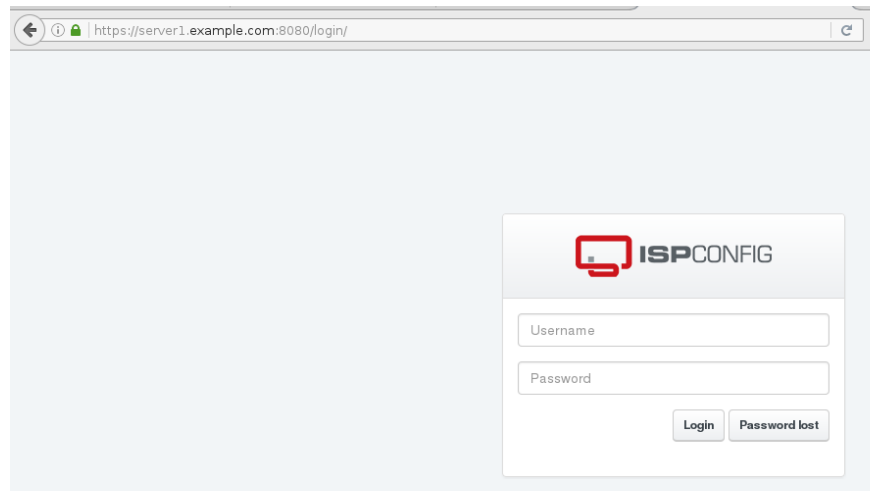 https://server1.example.com:8080/login/
ISPCONFIG
Username
Password
Login Password lost